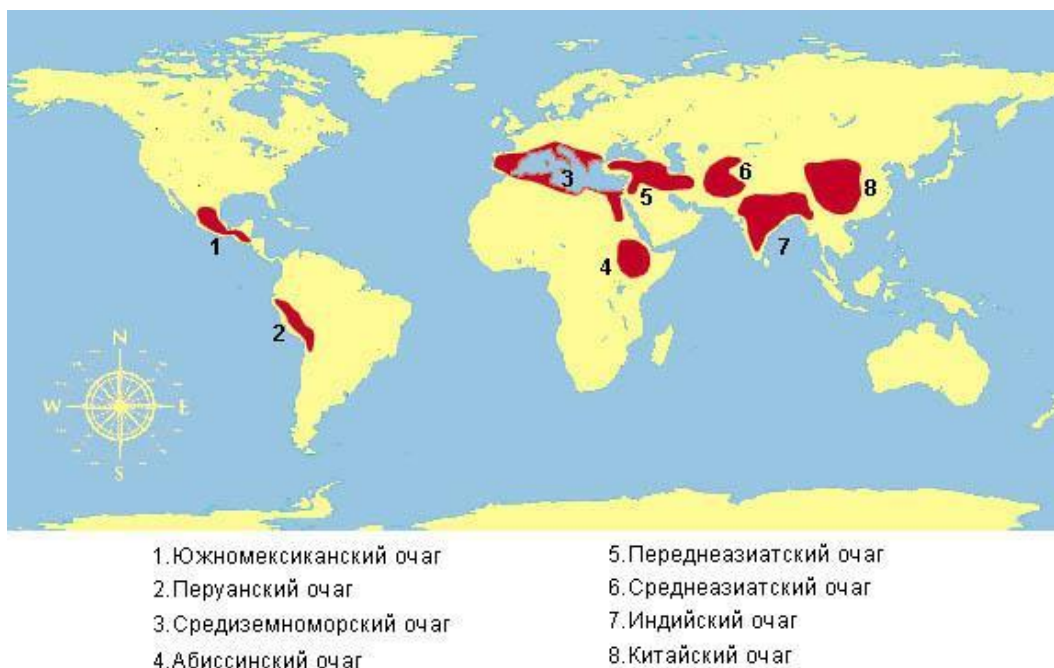 1
2
3
4
5
6
7
8
N
W
E
S
1.Южномексиканский очаг
2.Перуанский очаг
3.Средиземноморский очаг
4.Абиссинский очаг
5.Переднеазиатский очаг
6.Среднеазиатский очаг
7.Индийский очаг
8.Китайский очаг